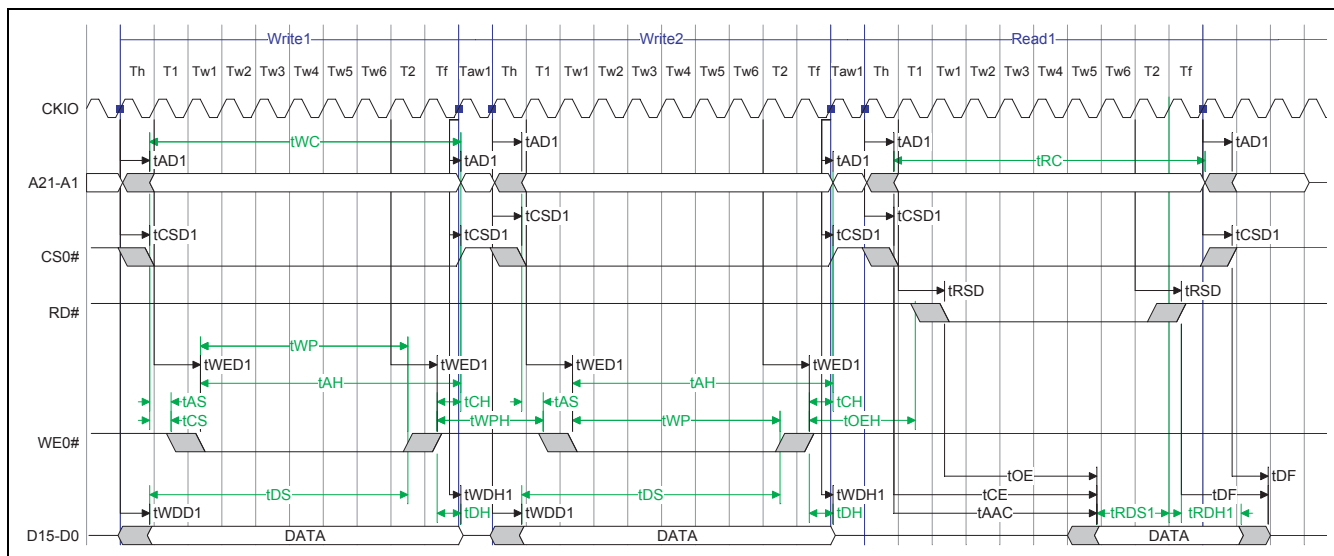 Write1 Write2 Read1
Th T1 Tw1 Tw2 Tw3 Tw4 Tw5 Tw6 T2 Tf Taw1 Th T1 Tw1 Tw2 Tw3 Tw4 Tw5 Tw6 T2 Tf Taw1 Th T1 Tw1 Tw2 Tw3 Tw4 Tw5 Tw6 T2 Tf
CKIO
tWC tAD1 tAD1
tAD1 tAD1 tAD1 tRC
A21-A1
tCSD1 tCSD1
tCSD1 tCSD1 tCSD1 tCSD1
CS0#
tRSD tRSD
RD#
tWP
tWED1 tWED1 tWED1 tWED1
tAH tAH
tAS tCH tAS tCH
tCS tWPH tWP tOEH
WE0#
tOE tDF
tDS tWDH1 tDS tWDH1 tCE tDF
tWDD1 tDH tWDD1 tDH tAAC tRDS1 tRDH1
D15-D0 DATA DATA DATA